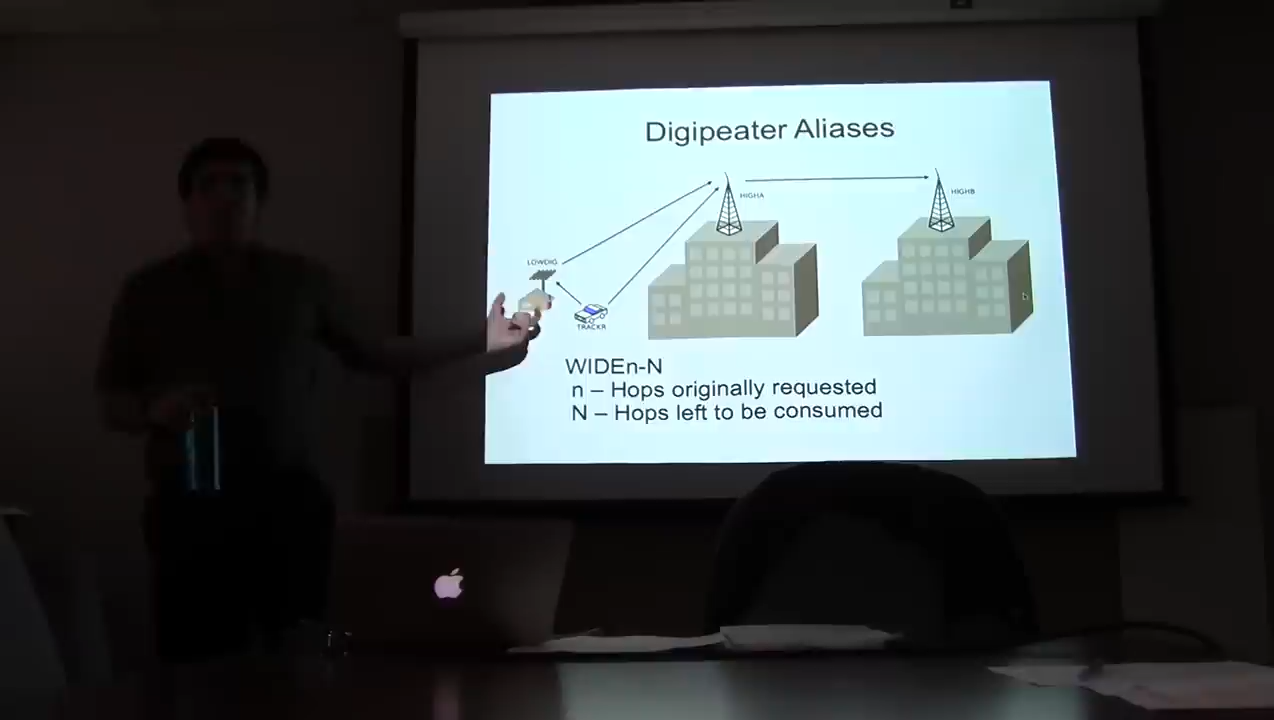 Digipeater Aliases
HIGHA
HIGHB
LOWDIG
TRACKR
WIDEn-N
n – Hops originally requested
N – Hops left to be consumed